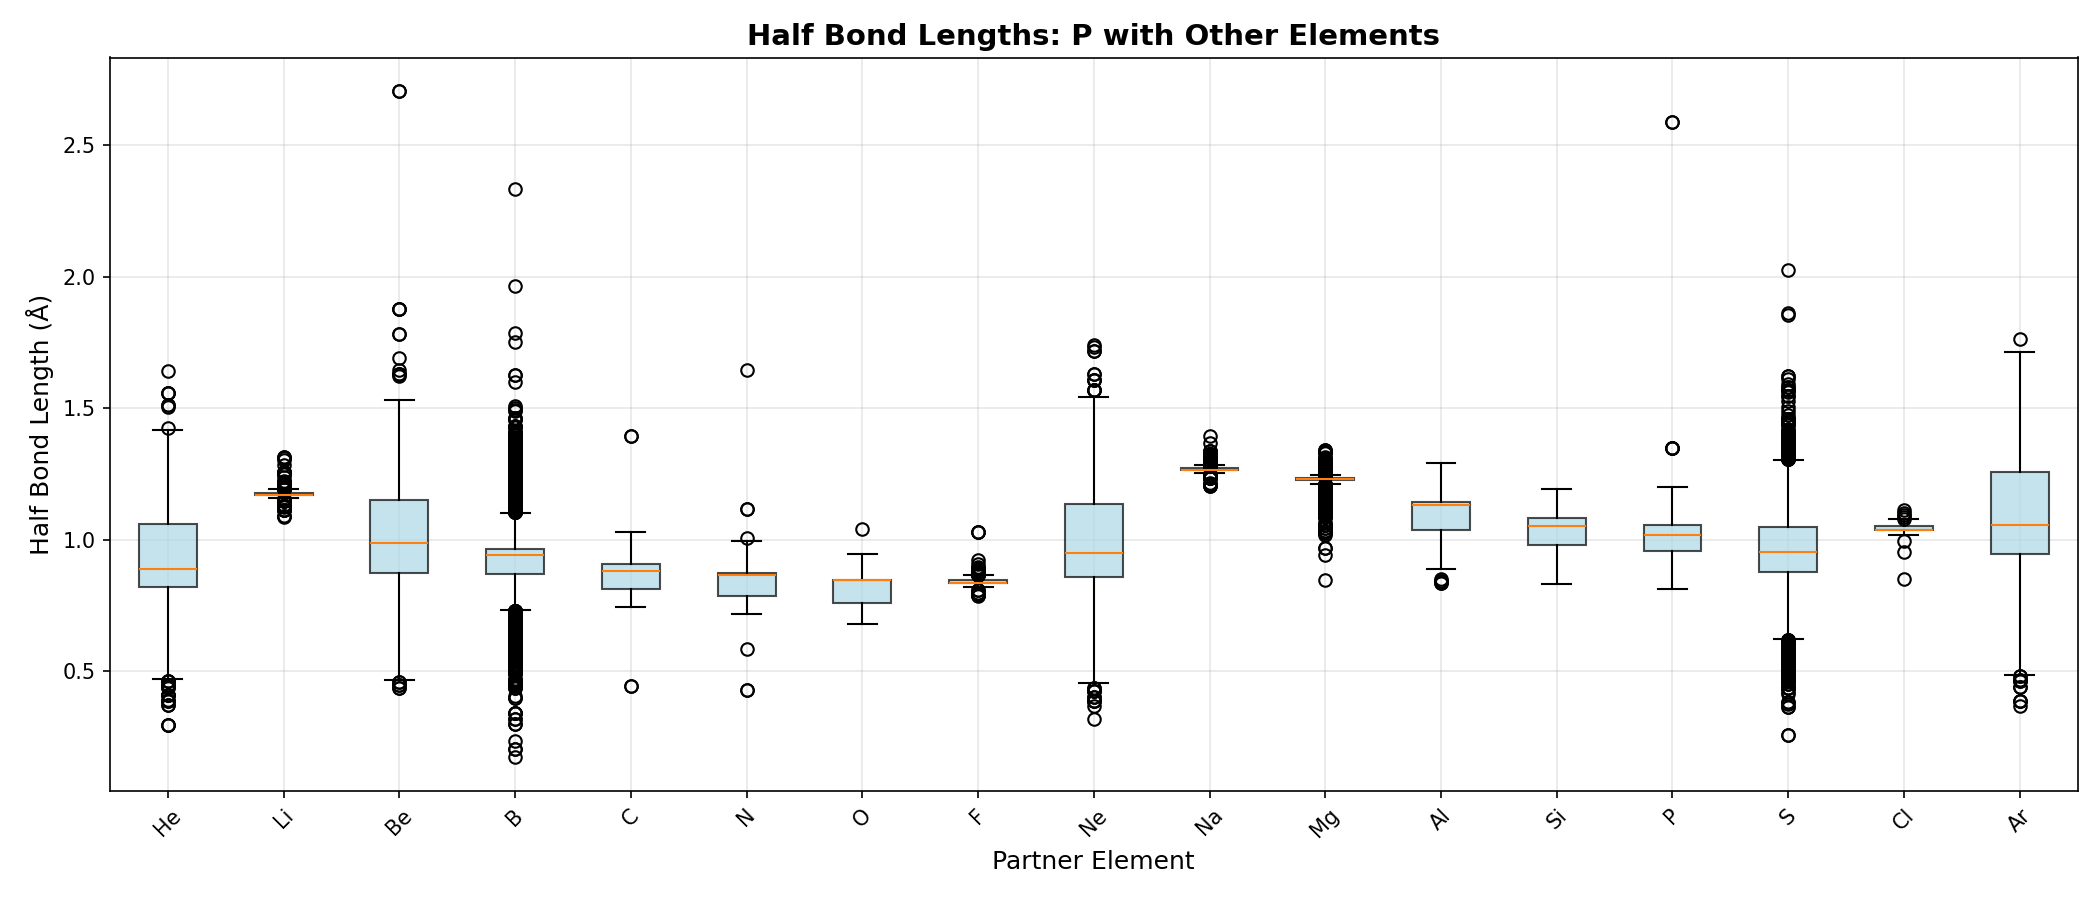 Half Bond Lengths: P with Other Elements
Half Bond Length (Å)
2.5
2.0
1.5
1.0
0.5
He Li Be B C N O F Ne Na Mg Al Si P S Cl Ar
Partner Element